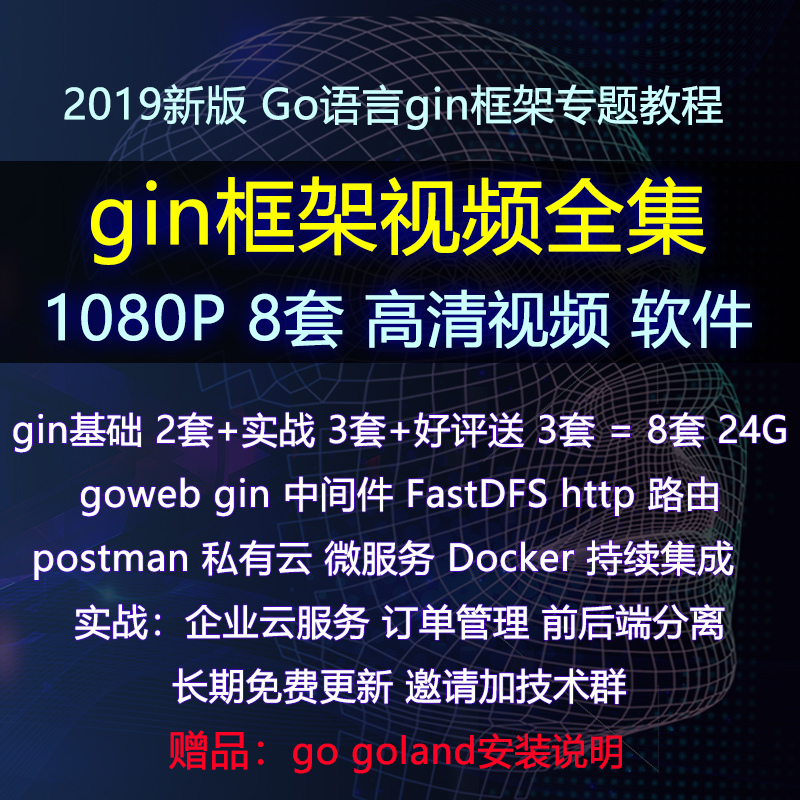 2019新版 Go语言gin框架专题教程
gin框架视频全集
1080P 8套 高清视频 软件
gin基础 2套+实战 3套+好评送 3套 = 8套 24G
goweb gin 中间件 FastDFS http 路由
postman 私有云 微服务 Docker 持续集成
实战：企业云服务 订单管理 前后端分离
长期免费更新 邀请加技术群
赠品：go goland安装说明